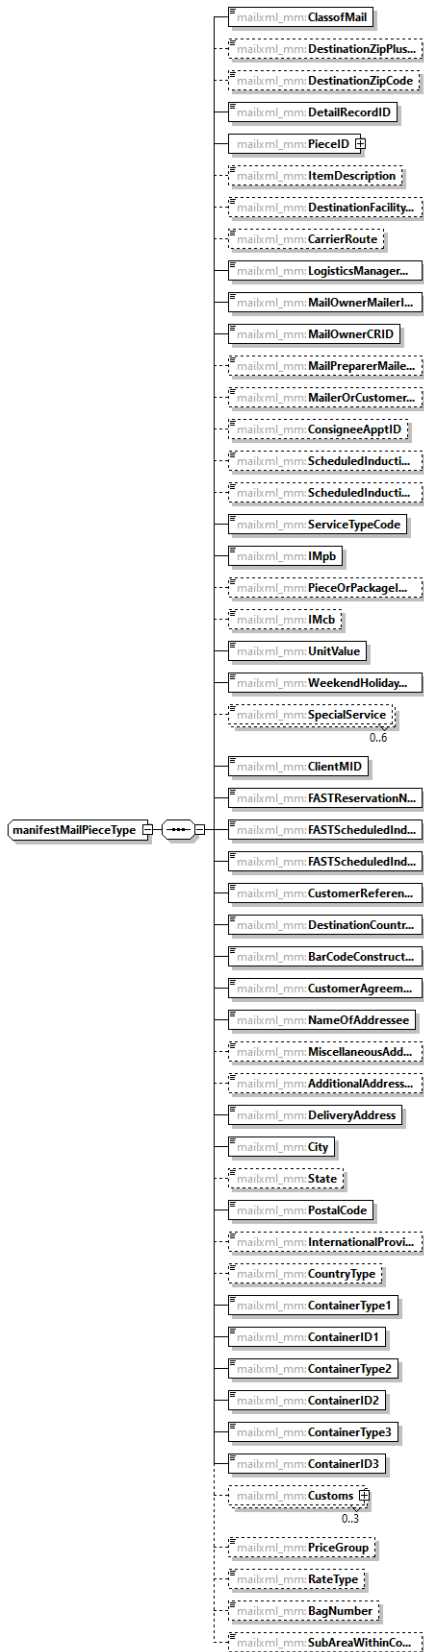 mailxml_mm:ClassofMail
mailxml_mm:DestinationZipPlus...
mailxml_mm:DestinationZipCode
mailxml_mm:DetailRecordID
mailxml_mm:PieceID
mailxml_mm:ItemDescription
mailxml_mm:DestinationFacility...
mailxml_mm:CarrierRoute
mailxml_mm:LogisticsManager...
mailxml_mm:MailOwnerMailerI...
mailxml_mm:MailOwnerCRID
mailxml_mm:MailPreparerMaile...
mailxml_mm:MailerOrCustomer...
mailxml_mm:ConsigneeApptID
mailxml_mm:ScheduledInducti...
mailxml_mm:ScheduledInducti...
mailxml_mm:ServiceTypeCode
mailxml_mm:IMpb
mailxml_mm:PieceOrPackageI...
mailxml_mm:IMcb
mailxml_mm:UnitValue
mailxml_mm:WeekendHoliday...
mailxml_mm:SpecialService
0..6
mailxml_mm:ClientMID
mailxml_mm:FASTReservationN...
manifestMailPieceType
mailxml_mm:FASTScheduledInd...
mailxml_mm:FASTScheduledInd...
mailxml_mm:CustomerReferen...
mailxml_mm:DestinationCountr...
mailxml_mm:BarCodeConstruct...
mailxml_mm:CustomerAgreem...
mailxml_mm:NameOfAddressee
mailxml_mm:MiscellaneousAdd...
mailxml_mm:AdditionalAddress...
mailxml_mm:DeliveryAddress
mailxml_mm:City
mailxml_mm:State
mailxml_mm:PostalCode
mailxml_mm:InternationalProvi...
mailxml_mm:CountryType
mailxml_mm:ContainerType1
mailxml_mm:ContainerID1
mailxml_mm:ContainerType2
mailxml_mm:ContainerID2
mailxml_mm:ContainerType3
mailxml_mm:ContainerID3
mailxml_mm:Customs
0..3
mailxml_mm:PriceGroup
mailxml_mm:RateType
mailxml_mm:BagNumber
mailxml_mm:SubAreaWithinCo...